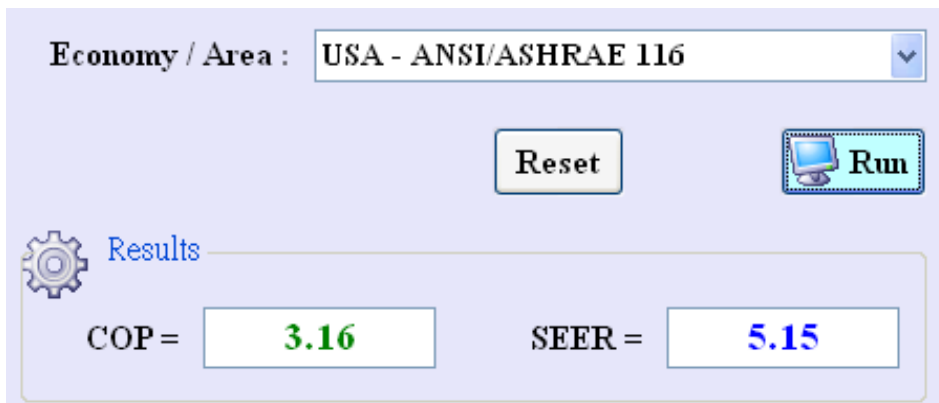 Economy / Area : USA - ANSI/ASHRAE 116
Reset Run
Results
COP = 3.16 SEER = 5.15